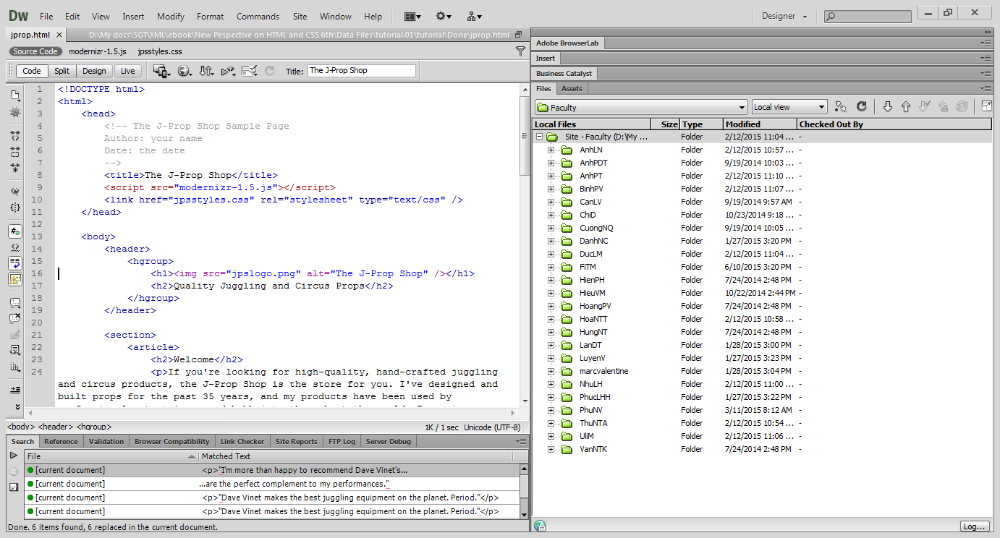 Dw File Edit View Insert Modify Format Commands Site Window Help Designer
jprop.html × D:\My docs\SGT\XML\ebook\New Pespective on HTML and CSS 6th\Data Files\tutorial.01\tutorial\Done\jprop.html
Source Code modernizr-1.5.js jpsstyles.css
Code Split Design Live Title: The J-Prop Shop
1 <!DOCTYPE html>
2 <html>
3 <head>
4 <!-- The J-Prop Shop Sample Page
5 Author: your name
6 Date: the date
7 -->
8 <title>The J-Prop Shop</title>
9 <script src="modernizr-1.5.js"></script>
10 <link href="jpsstyles.css" rel="stylesheet" type="text/css" />
11 </head>
12
13 <body>
14 <header>
15 <hgroup>
16 <h1><img src="jpslogo.png" alt="The J-Prop Shop" /></h1>
17 <h2>Quality Juggling and Circus Props</h2>
18 </hgroup>
19 </header>
20
21 <section>
22 <article>
23 <h2>Welcome</h2>
24 <p>If you're looking for high-quality, hand-crafted juggling
and circus products, the J-Prop Shop is the store for you. I've designed and
built props for the past 35 years, and my products have been used by
<body> <header> <hgroup> 1K / 1 sec Unicode (UTF-8)
Search Reference Validation Browser Compatibility Link Checker Site Reports FTP Log Server Debug
File Matched Text
[current document] <p>"I'm more than happy to recommend Dave Vinet's...
[current document] ...are the perfect complement to my performances."
[current document] <p>"Dave Vinet makes the best juggling equipment on the planet. Period."</p>
[current document] <p>"Dave Vinet makes the best juggling equipment on the planet. Period."</p>
Done. 6 items found, 6 replaced in the current document.
Adobe BrowserLab
Insert
Business Catalyst
Files Assets
Faculty Local view
Local Files Size Type Modified Checked Out By
Site - Faculty (D:\My ... Folder 2/12/2015 11:04 ... -
AnhLN Folder 2/12/2015 10:57 ... -
AnhPDT Folder 9/19/2014 10:03 ... -
AnhPT Folder 2/12/2015 11:10 ... -
BinhPV Folder 2/12/2015 11:07 ... -
CanLV Folder 9/19/2014 9:57 AM -
ChiD Folder 10/23/2014 9:18 ... -
CuongNQ Folder 9/19/2014 10:05 ... -
DanhNC Folder 1/27/2015 3:20 PM -
DucLM Folder 2/12/2015 11:04 ... -
FiTM Folder 6/10/2015 3:20 PM -
HienPH Folder 7/24/2014 2:48 PM -
HieuVM Folder 10/22/2014 2:44 PM -
HoangPV Folder 7/24/2014 2:48 PM -
HoaNTT Folder 2/12/2015 10:58 ... -
HungNT Folder 7/24/2014 2:48 PM -
LanDT Folder 1/28/2015 3:00 PM -
LuyenV Folder 1/27/2015 3:23 PM -
marcvalentine Folder 1/28/2015 3:04 PM -
NhuLH Folder 2/12/2015 11:00 ... -
PhucLHH Folder 1/27/2015 3:22 PM -
PhuNV Folder 3/11/2015 8:12 AM -
ThuNTA Folder 2/12/2015 10:54 ... -
UliM Folder 2/12/2015 11:06 ... -
VanNTK Folder 7/24/2014 2:48 PM -
Log...